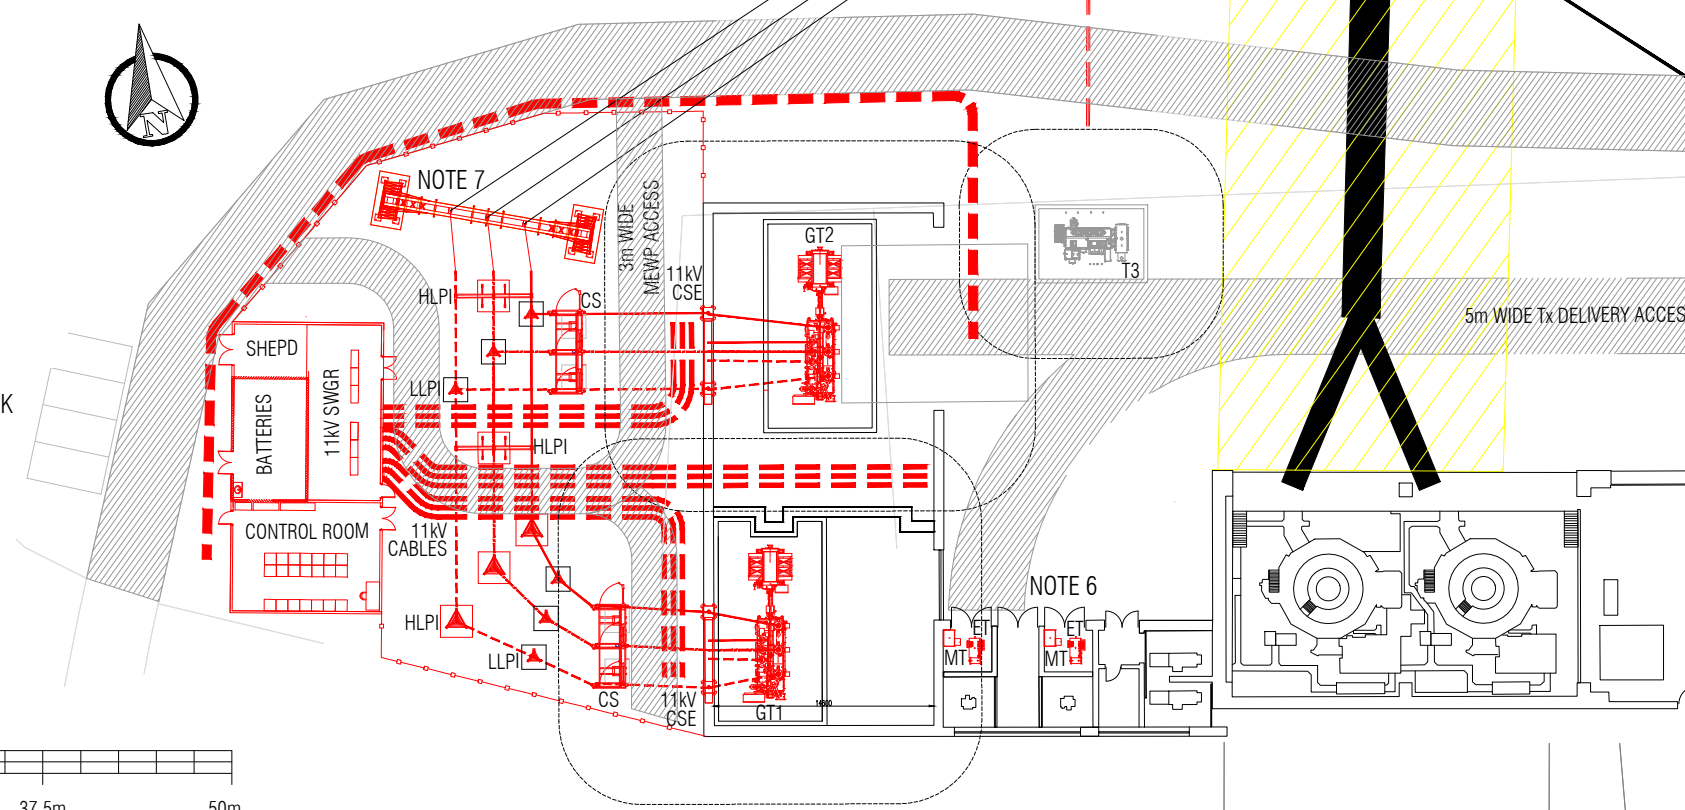 N
NOTE 7
3m WIDE
MEWP ACCESS
GT2
T3
11kV
CSE
HLPI
CS
5m WIDE Tx DELIVERY ACCES
SHEPD
LLPI
K
BATTERIES
11kV SWGR
HLPI
CONTROL ROOM
11kV
CABLES
NOTE 6
HLPI
ET
ET
MT
MT
LLPI
CS
11kV
CSE
GT1
14600
37.5m
50m